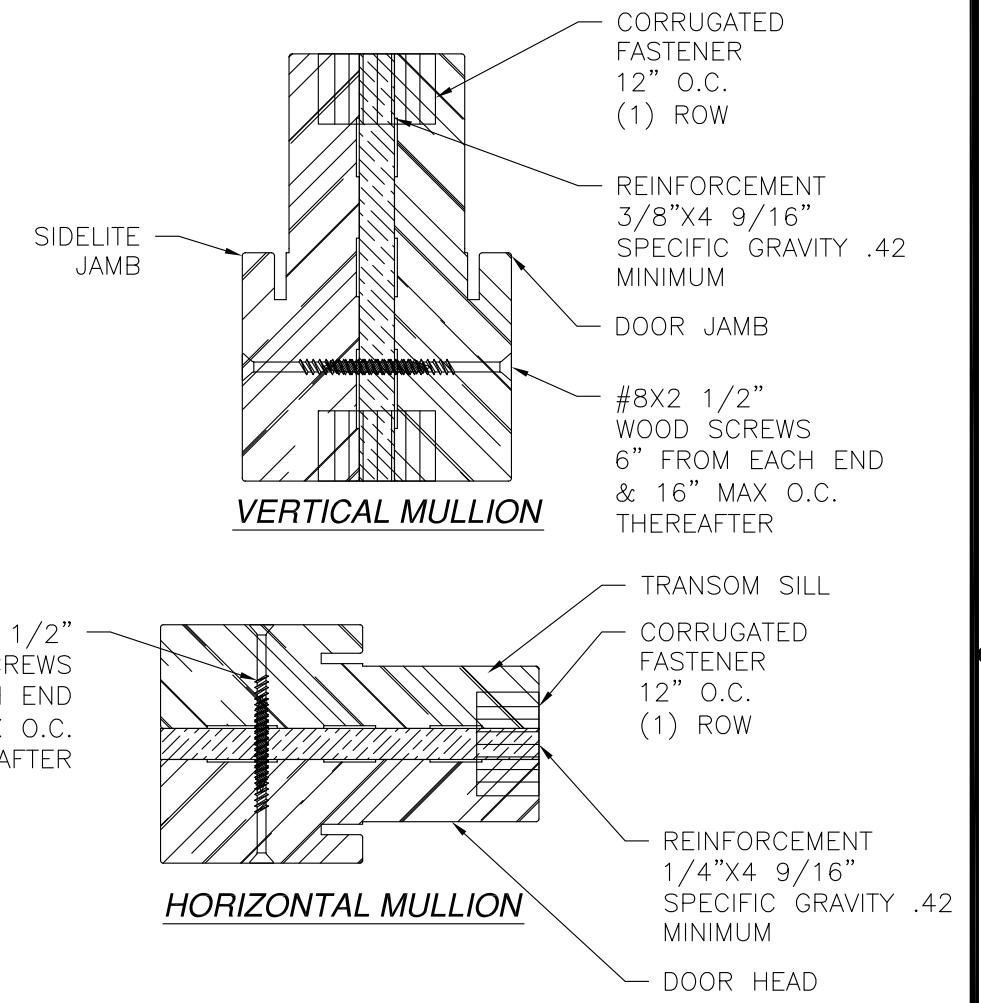 CORRUGATED
FASTENER
12" O.C.
(1) ROW
REINFORCEMENT
3/8"X4 9/16"
SPECIFIC GRAVITY .42
MINIMUM
SIDELITE
JAMB
DOOR JAMB
#8X2 1/2"
WOOD SCREWS
6" FROM EACH END
& 16" MAX O.C.
THEREAFTER
VERTICAL MULLION
TRANSOM SILL
1/2"
END
O.C.
CORRUGATED
FASTENER
12" O.C.
(1) ROW
REINFORCEMENT
1/4"X4 9/16"
SPECIFIC GRAVITY .42
MINIMUM
HORIZONTAL MULLION
DOOR HEAD